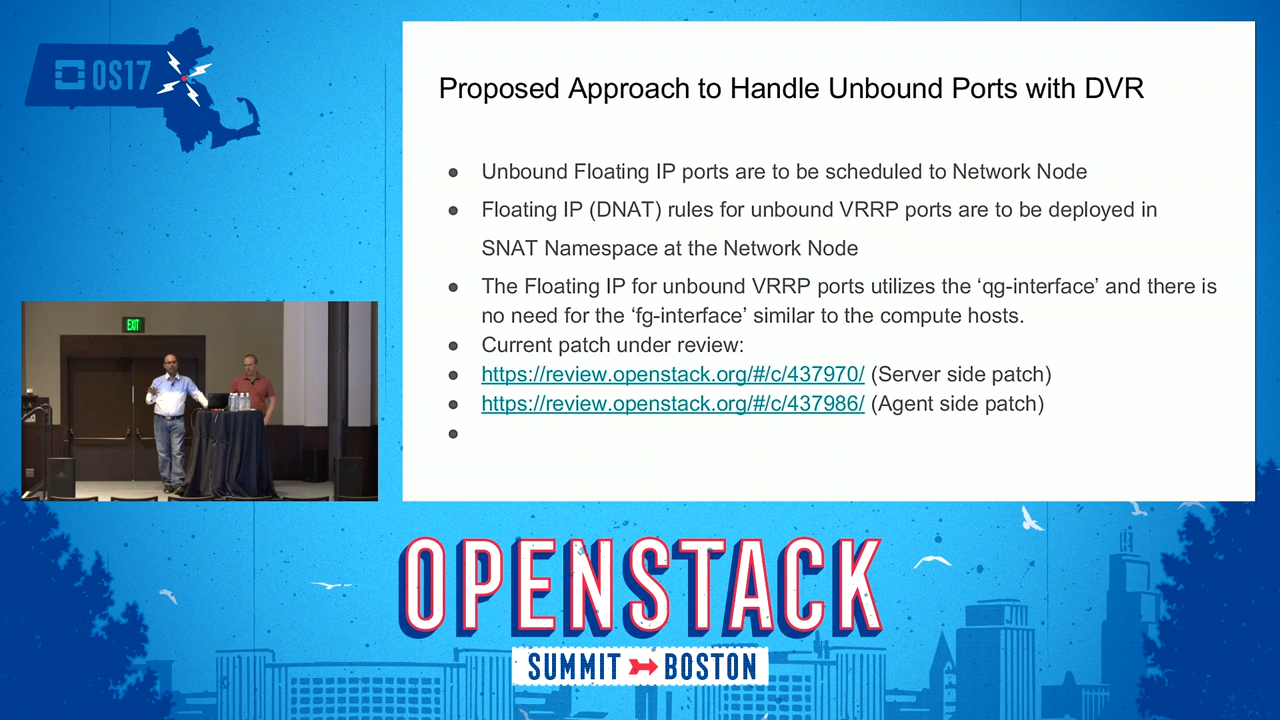 OS17
Proposed Approach to Handle Unbound Ports with DVR
● Unbound Floating IP ports are to be scheduled to Network Node
● Floating IP (DNAT) rules for unbound VRRP ports are to be deployed in
SNAT Namespace at the Network Node
● The Floating IP for unbound VRRP ports utilizes the ‘qg-interface’ and there is
no need for the ‘fg-interface’ similar to the compute hosts.
● Current patch under review:
● https://review.openstack.org/#/c/437970/ (Server side patch)
● https://review.openstack.org/#/c/437986/ (Agent side patch)
●
EXIT
OPENSTACK
SUMMIT BOSTON